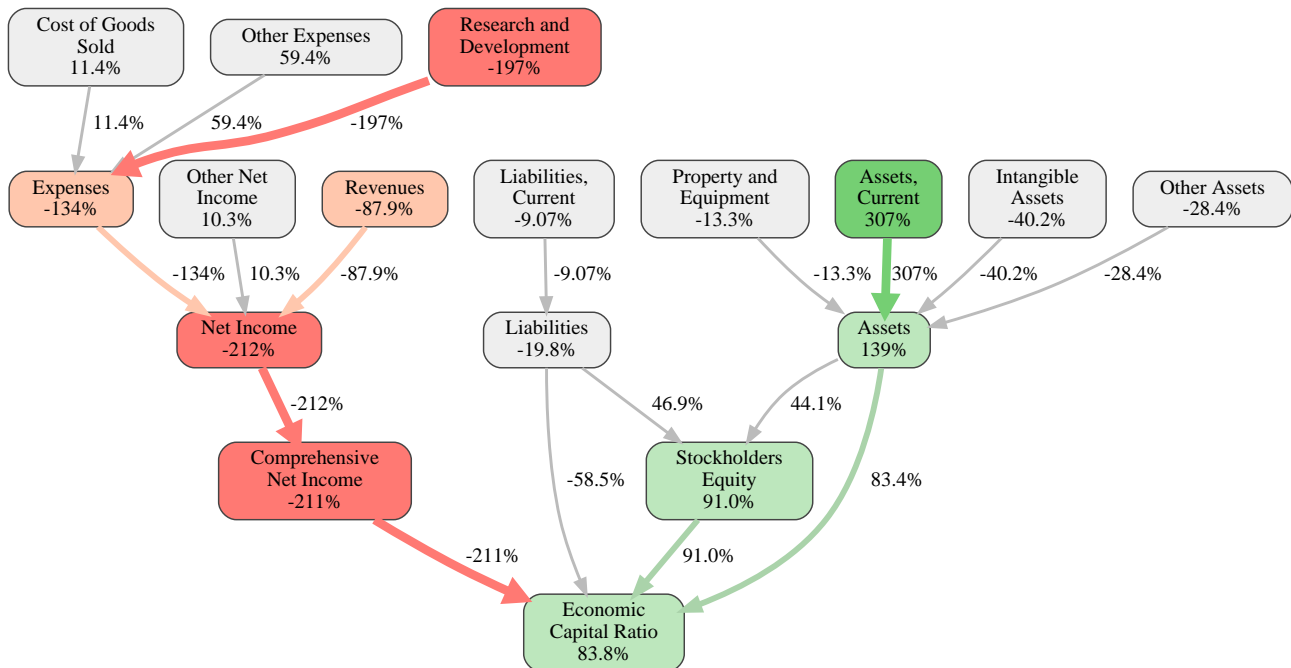 Cost of Goods
Sold
11.4%
Other Expenses
59.4%
Research and
Development
-197%
11.4%
59.4%
-197%
Expenses
-134%
Other Net
Income
10.3%
Revenues
-87.9%
Liabilities,
Current
-9.07%
Property and
Equipment
-13.3%
Assets,
Current
307%
Intangible
Assets
-40.2%
Other Assets
-28.4%
-134%
10.3%
-87.9%
-9.07%
-13.3%
307%
-40.2%
-28.4%
Net Income
-212%
Liabilities
-19.8%
Assets
139%
-212%
46.9%
44.1%
Comprehensive
Net Income
-211%
-58.5%
Stockholders
Equity
91.0%
83.4%
-211%
91.0%
Economic
Capital Ratio
83.8%